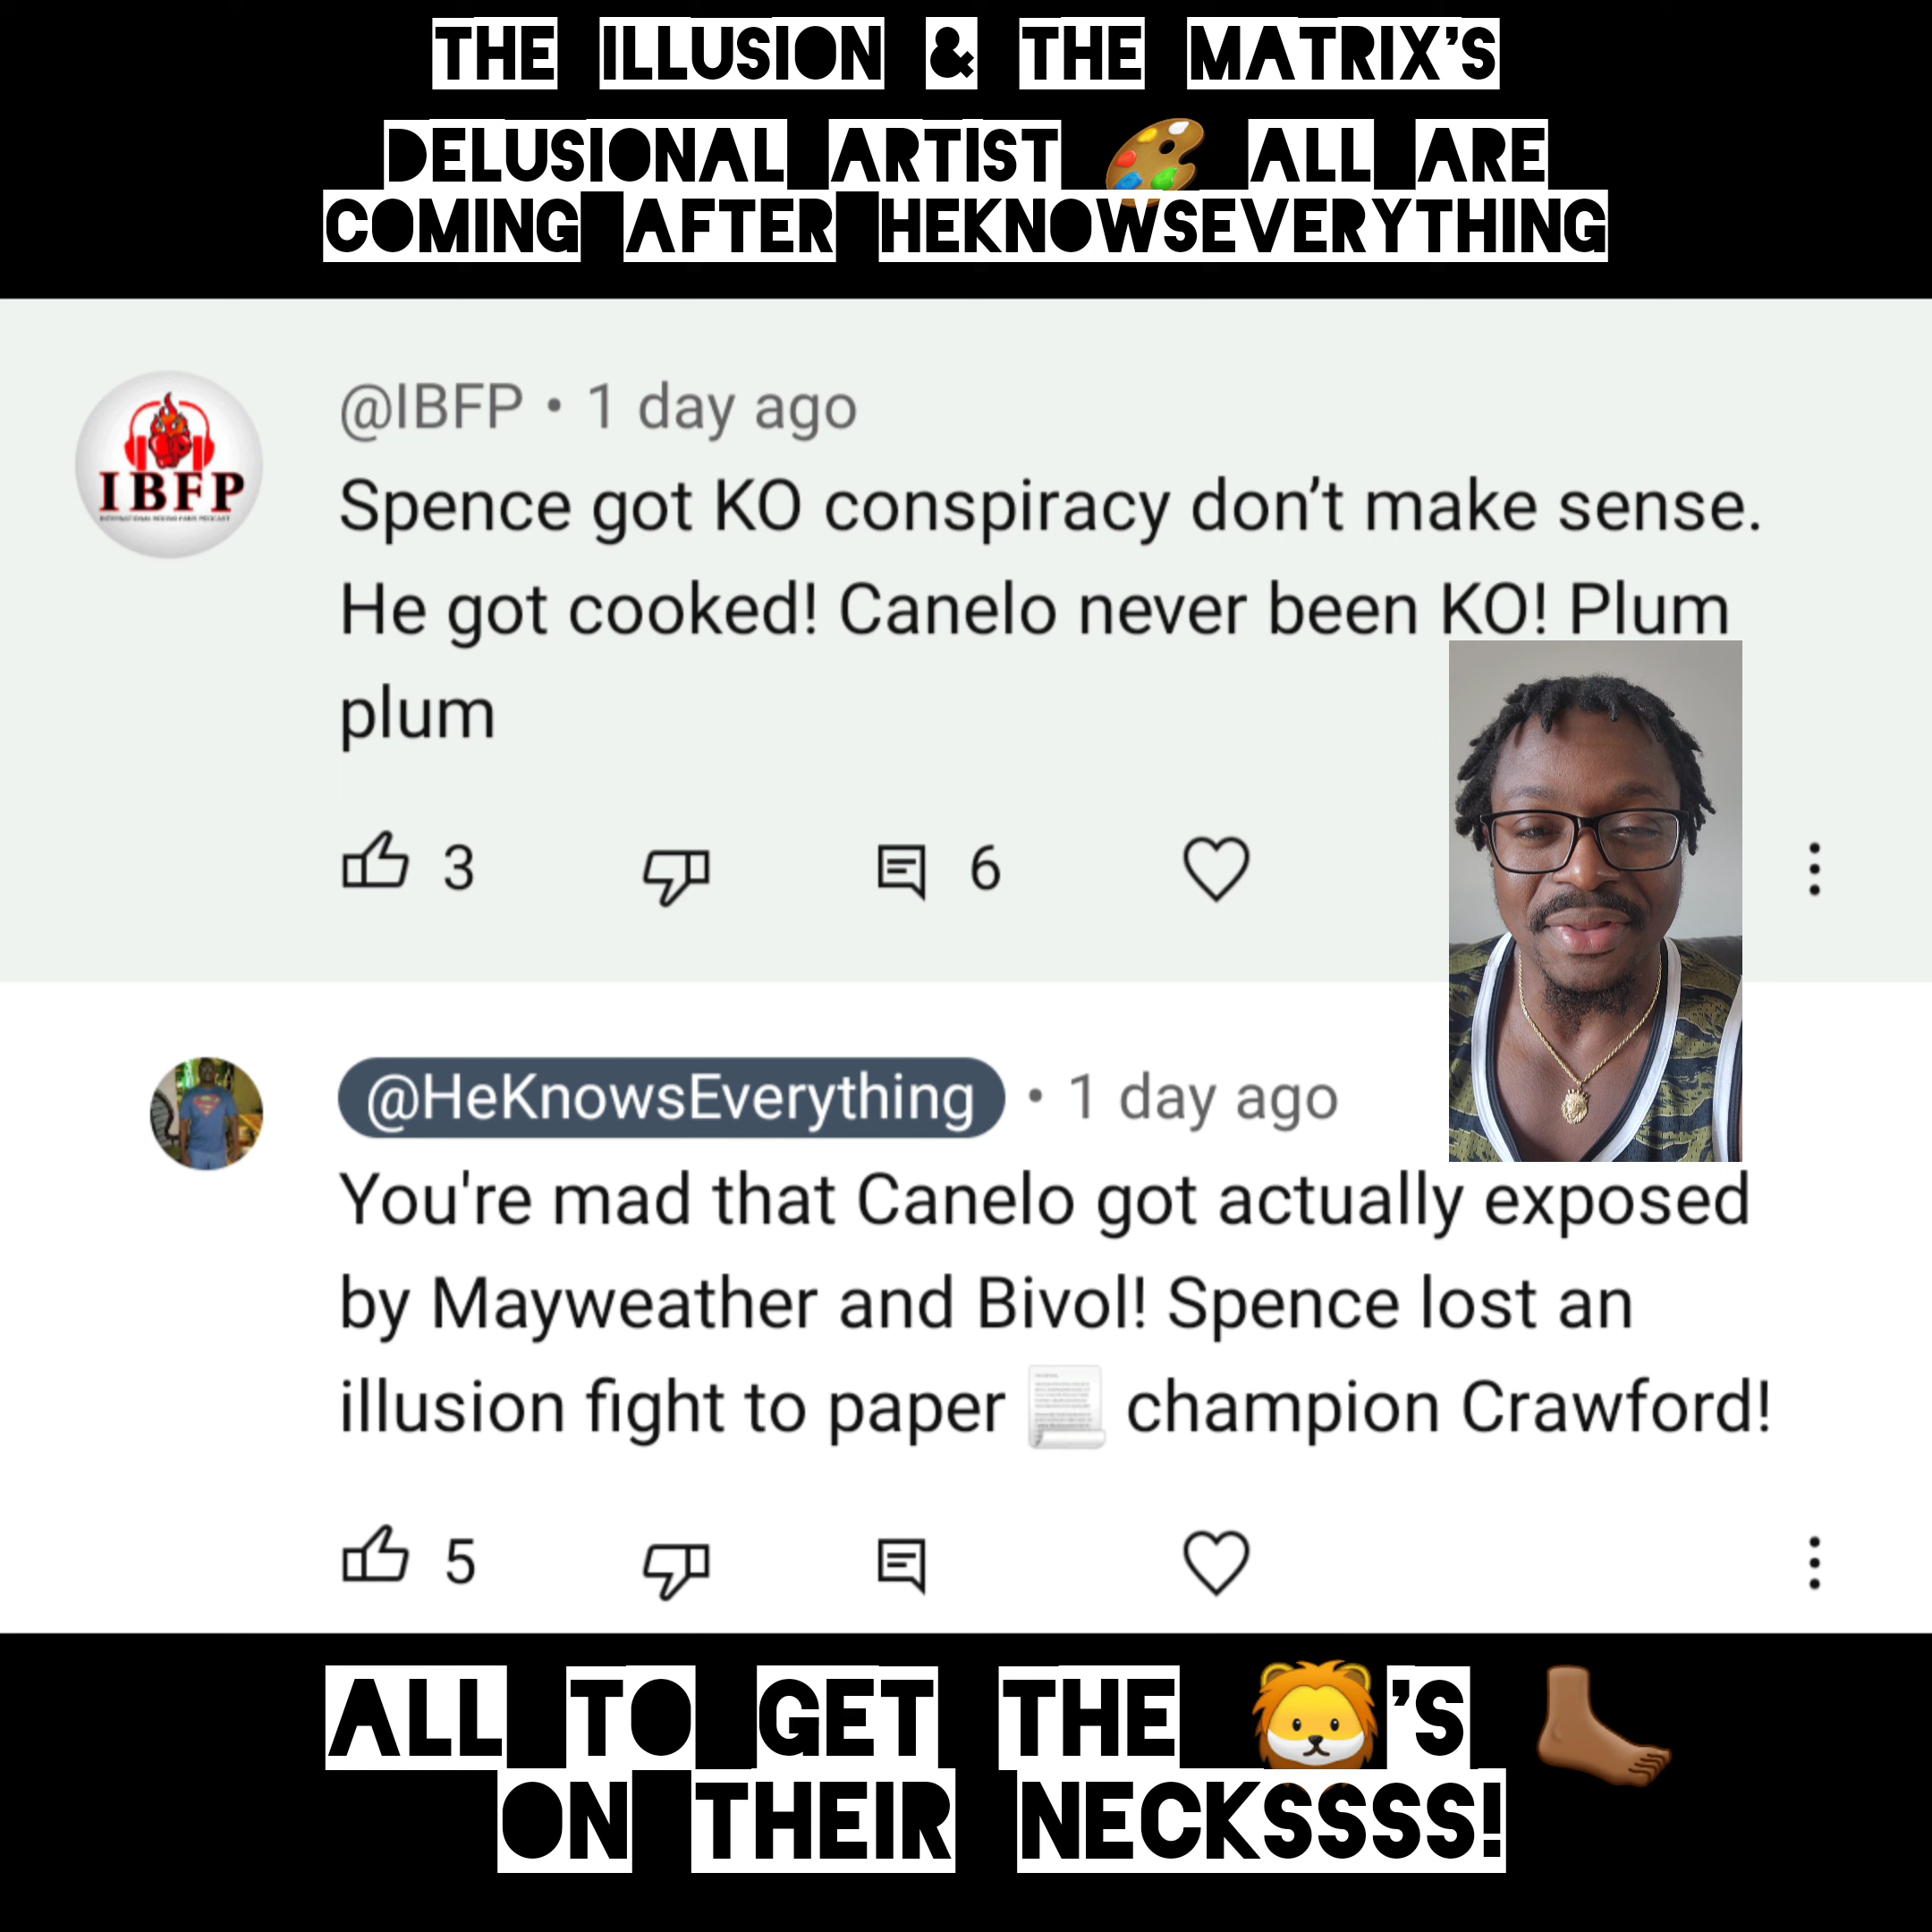 THE ILLUSION & THE MATRIX'S
DELUSIONAL ARTIST 🎨 ALL ARE
COMING AFTER HEKNOWSEVERYTHING
@IBFP • 1 day ago
IBFP
Spence got KO conspiracy don’t make sense.
He got cooked! Canelo never been KO! Plum
plum
3
6
@HeKnowsEverything • 1 day ago
You're mad that Canelo got actually exposed
by Mayweather and Bivol! Spence lost an
illusion fight to paper 📃 champion Crawford!
5
ALL TO GET THE 🦁'S 🦶🏾
ON THEIR NECKSSSS!